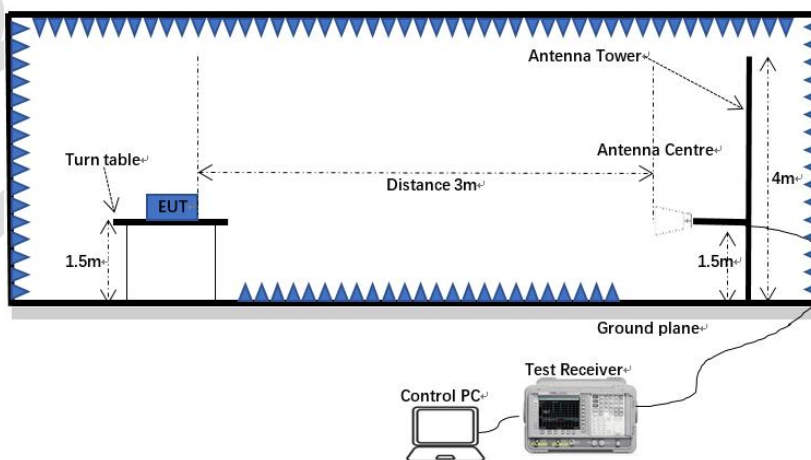 Antenna Tower
Turn table
Antenna Centre
Distance 3m
4m
EUT
1.5m
1.5m
Ground plane
Test Receiver
Control PC